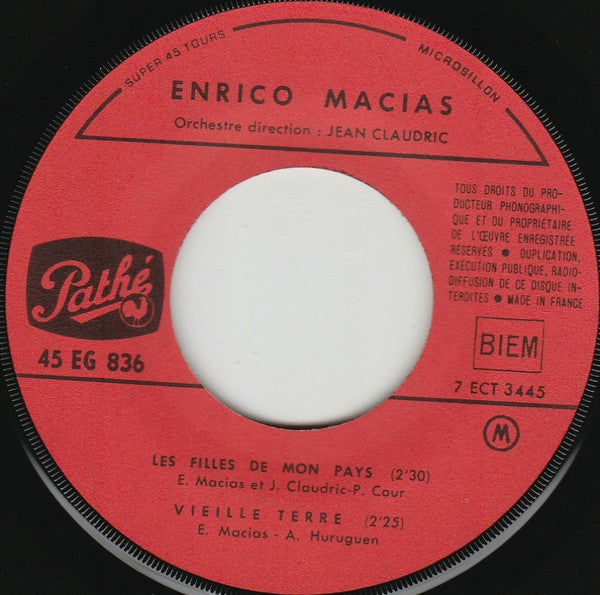 SUPER 45 TOURS
MICROSILLON
ENRICO MACIAS
Orchestre direction : JEAN CLAUDRIC
TOUS DROITS DU PRO-
DUCTEUR PHONOGRAPHI-
QUE ET DU PROPRIÉTAIRE
DE L'ŒUVRE ENREGISTRÉE
RÉSERVÉS ● DUPLICATION,
EXÉCUTION PUBLIQUE, RADIO-
DIFFUSION DE CE DISQUE IN-
TERDITES ● MADE IN FRANCE
Pathé
45 EG 836
BIEM
7 ECT 3445
M
LES FILLES DE MON PAYS (2'30)
E. Macias et J. Claudric-P. Cour
VIEILLE TERRE (2'25)
E. Macias - A. Huruguen